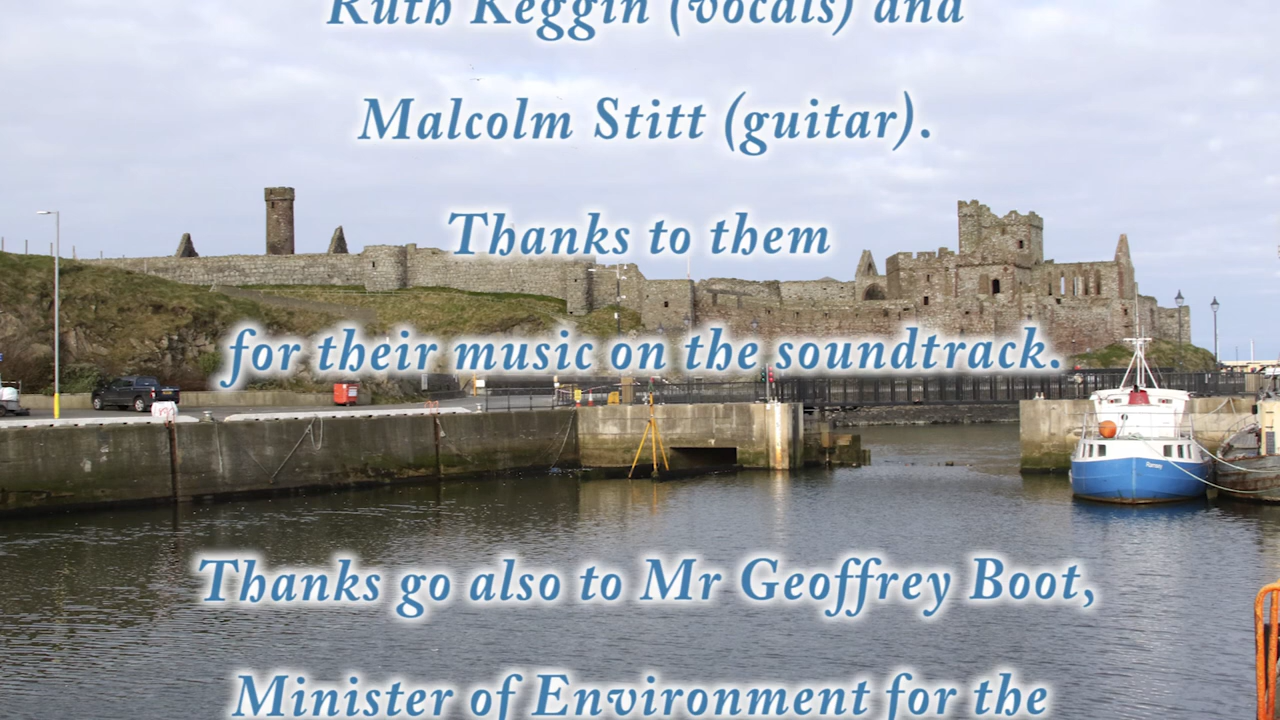 Ruth Keggin (vocals) and
Malcolm Stitt (guitar).
Thanks to them
for their music on the soundtrack.
Thanks go also to Mr Geoffrey Boot,
Minister of Environment for the